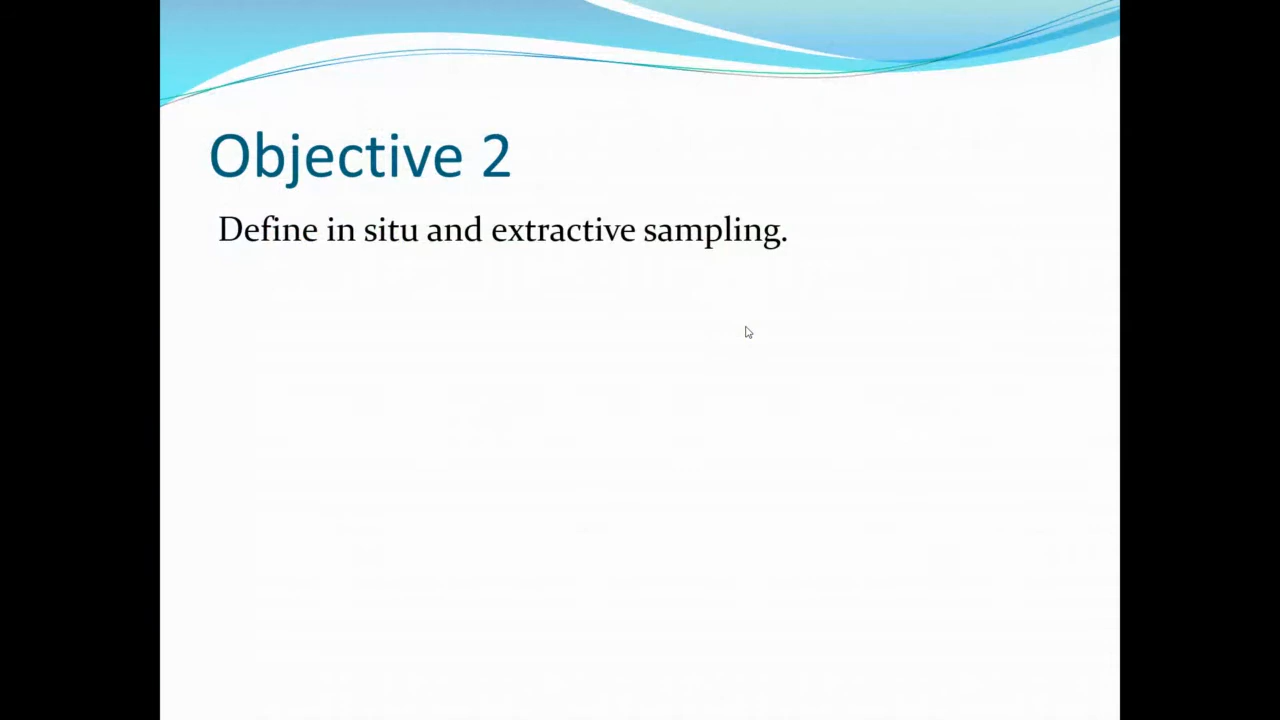 Objective 2
Define in situ and extractive sampling.